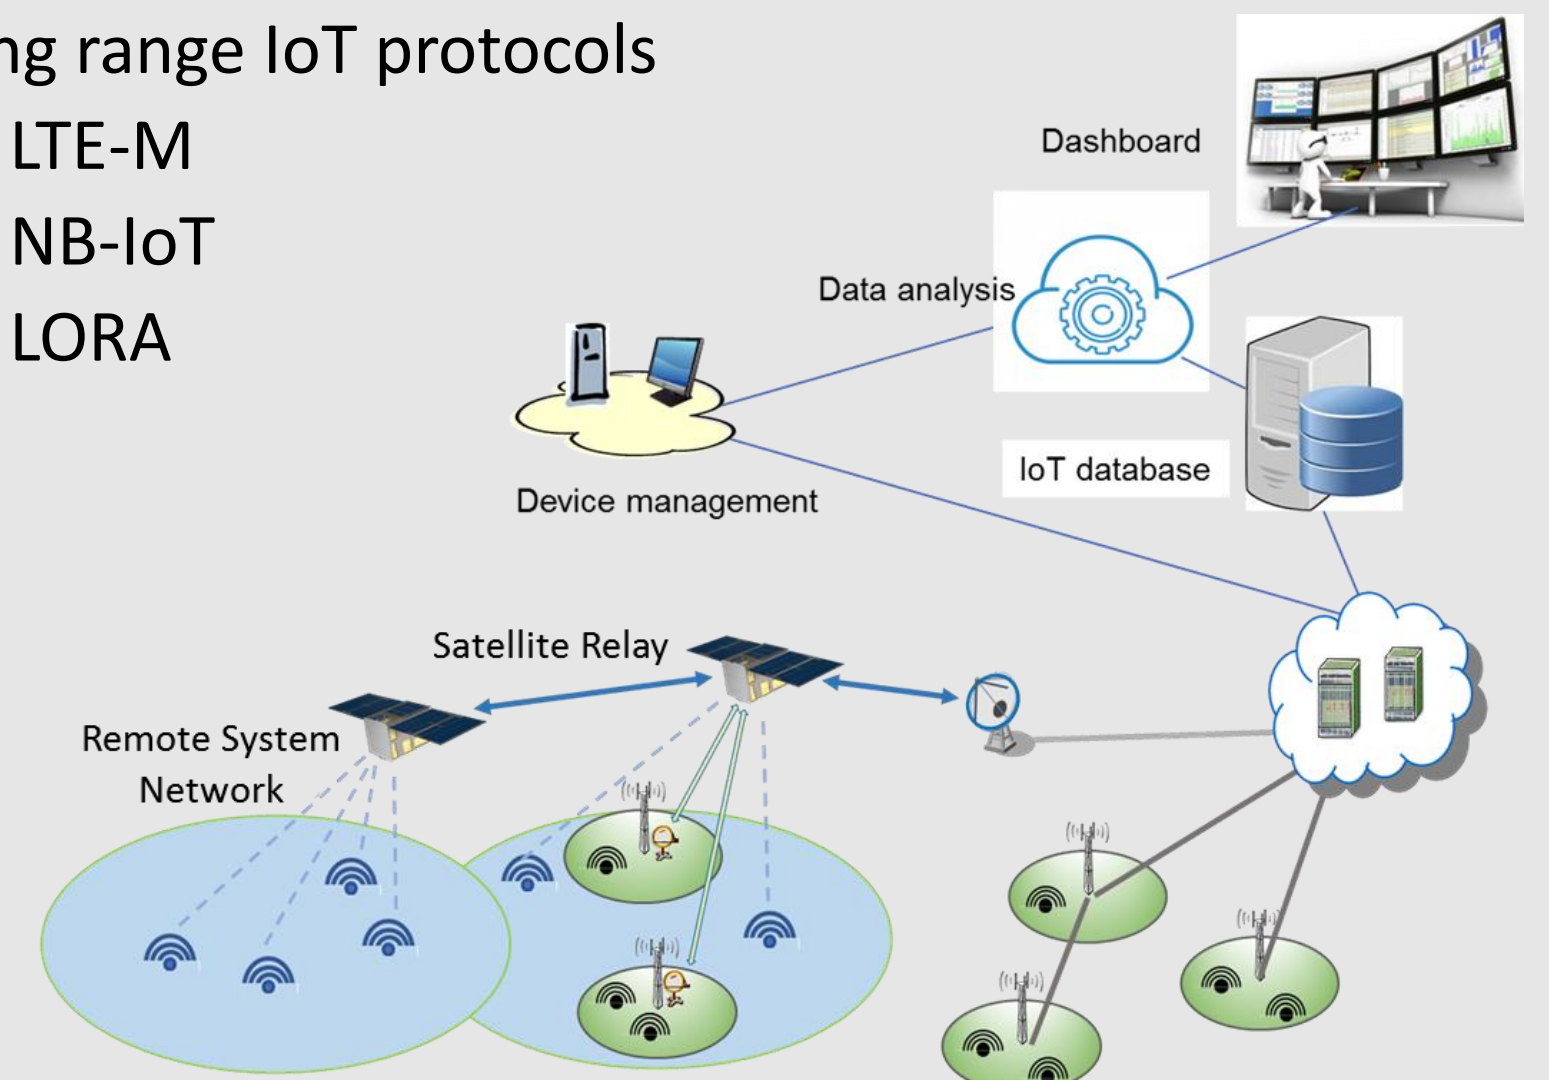 ng range IoT protocols
LTE-M
NB-IoT
LORA
Dashboard
Data analysis
IoT database
Device management
Satellite Relay
Remote System
Network